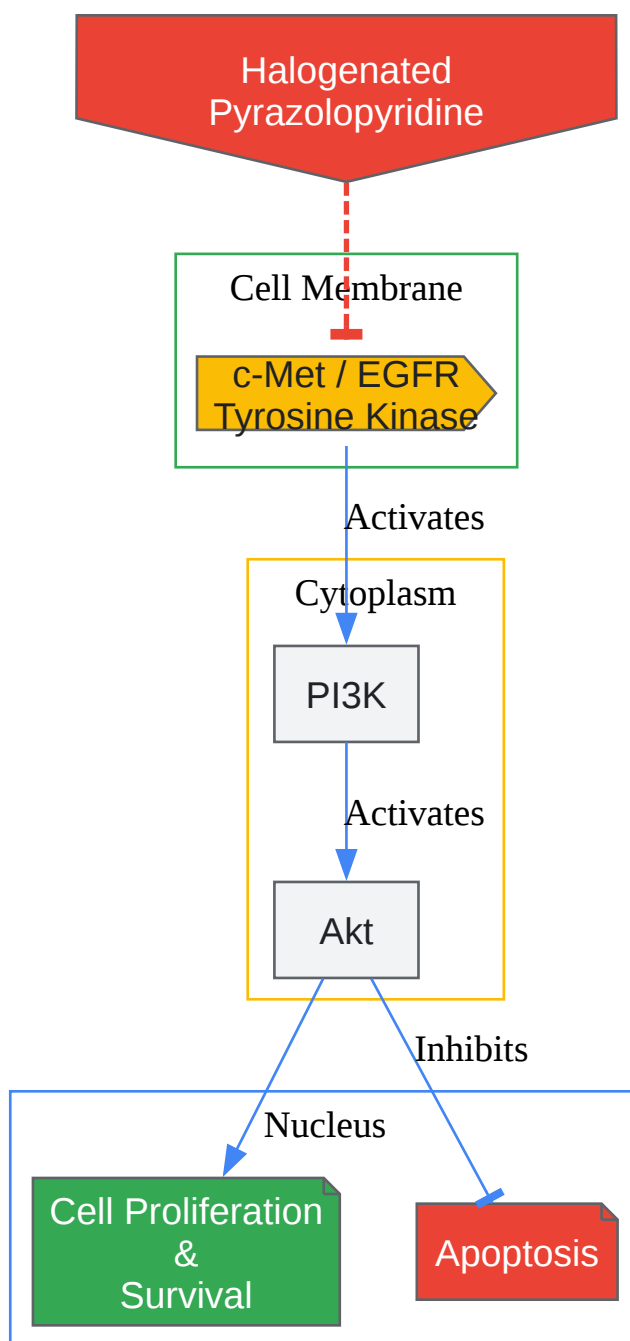 Halogenated
Pyrazolopyridine
Cell Membrane
c-Met / EGFR
Tyrosine Kinase
Activates
Cytoplasm
PI3K
Activates
Akt
Inhibits
Nucleus
Cell Proliferation
&
Survival
Apoptosis